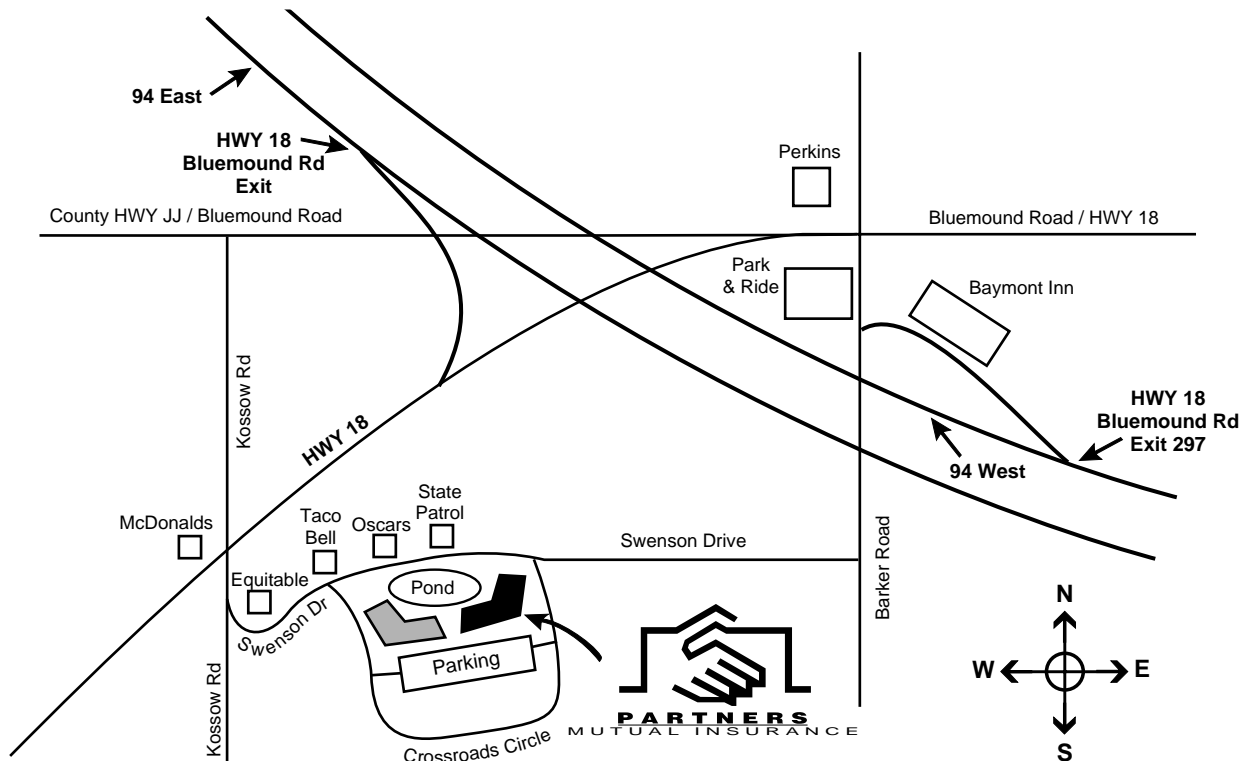 94 East
HWY 18
Bluemound Rd
Exit
Perkins
County HWY JJ / Bluemound Road
Bluemound Road / HWY 18
Park
& Ride
Baymont Inn
Kossow Rd
HWY 18
HWY 18
Bluemound Rd
Exit 297
94 West
McDonalds
Taco
Bell
Oscars
State
Patrol
Swenson Drive
Equitable
Pond
Swenson Dr
Barker Road
Parking
Kossow Rd
Crossroads Circle
PARTNERS
MUTUAL INSURANCE
N
W
E
S